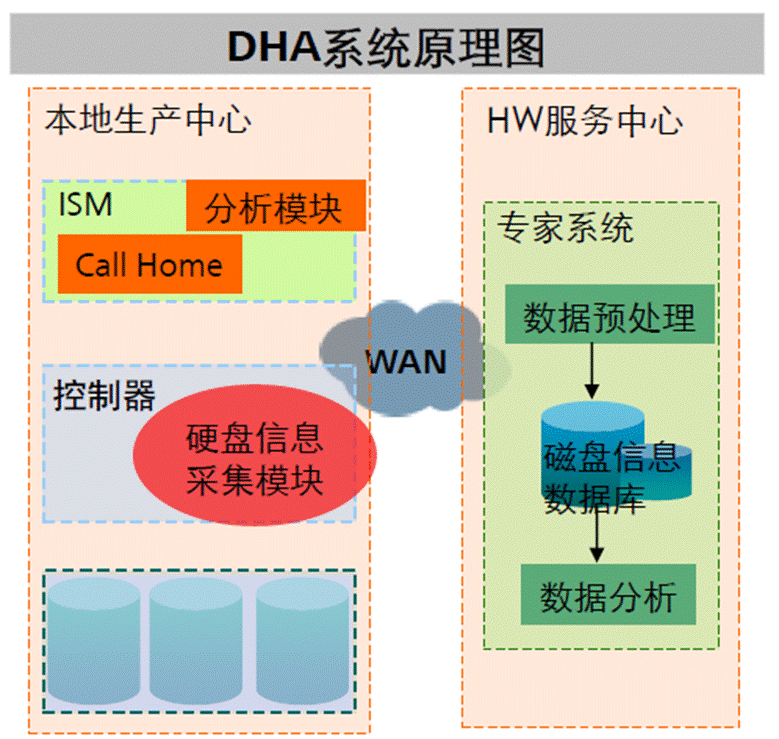 DHA系统原理图
本地生产中心
ISM
分析模块
Call Home
控制器
硬盘信息
采集模块
WAN
HW服务中心
专家系统
数据预处理
磁盘信息
数据库
数据分析